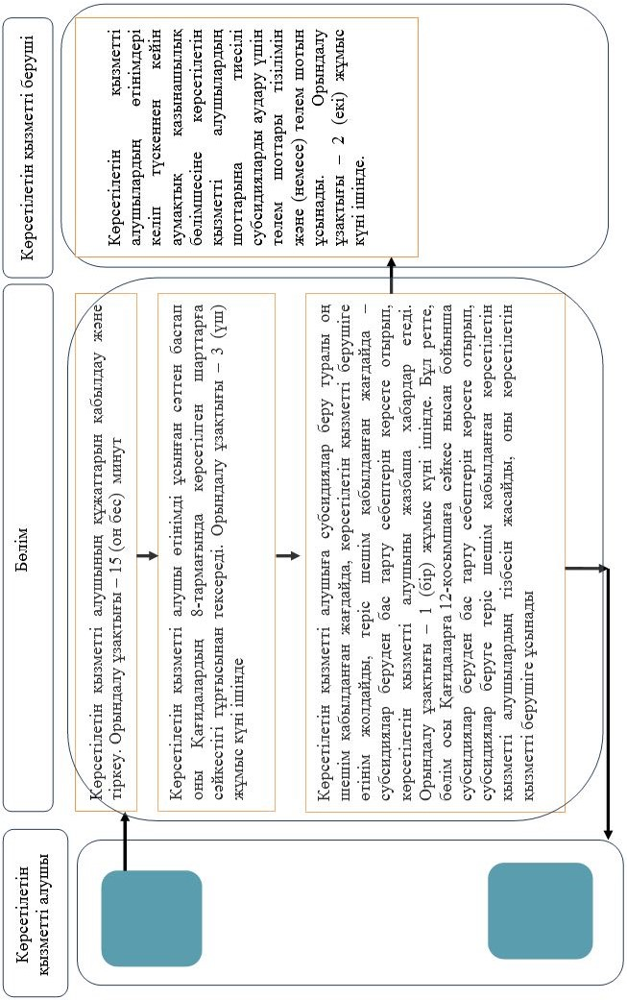 Көрсетілетін
қызметті алушы
Бөлім
Көрсетілетін қызметті беруші
Көрсетілетін қызметті алушының құжаттарын қабылдау және
тіркеу. Орындалу ұзақтығы – 15 (он бес) минут
Көрсетілетін қызметті алушы өтінімді ұсынған сәттен бастап
оны Қағидалардың 8-тармағында көрсетілген шарттарға
сәйкестігі тұрғысынан тексереді. Орындалу ұзақтығы – 3 (үш)
жұмыс күні ішінде
Көрсетілетін қызметті алушыға субсидиялар беру туралы оң
шешім қабылданған жағдайда, көрсетілетін қызметті берушіге
өтінім жолдайды, теріс шешім қабылданған жағдайда –
субсидиялар беруден бас тарту себептерін көрсете отырып,
көрсетілетін қызметті алушыны жазбаша хабардар етеді.
Орындалу ұзақтығы – 1 (бір) жұмыс күні ішінде. Бұл ретте,
бөлім осы Қағидаларға 12-қосымшаға сәйкес нысан бойынша
субсидиялар беруден бас тарту себептерін көрсете отырып,
субсидиялар беруге теріс шешім қабылданған көрсетілетін
қызметті алушылардың тізбесін жасайды, оны көрсетілетін
қызметті берушіге ұсынады
Көрсетілетін қызметті
алушылардың өтінімдері
келіп түскеннен кейін
аумақтық қазынашылық
бөлімшесіне көрсетілетін
қызметті алушылардың
шоттарына тиесілі
субсидияларды аудару үшін
төлем шоттары тізілімін
және (немесе) төлем шотын
ұсынады. Орындалу
ұзақтығы – 2 (екі) жұмыс
күні ішінде.